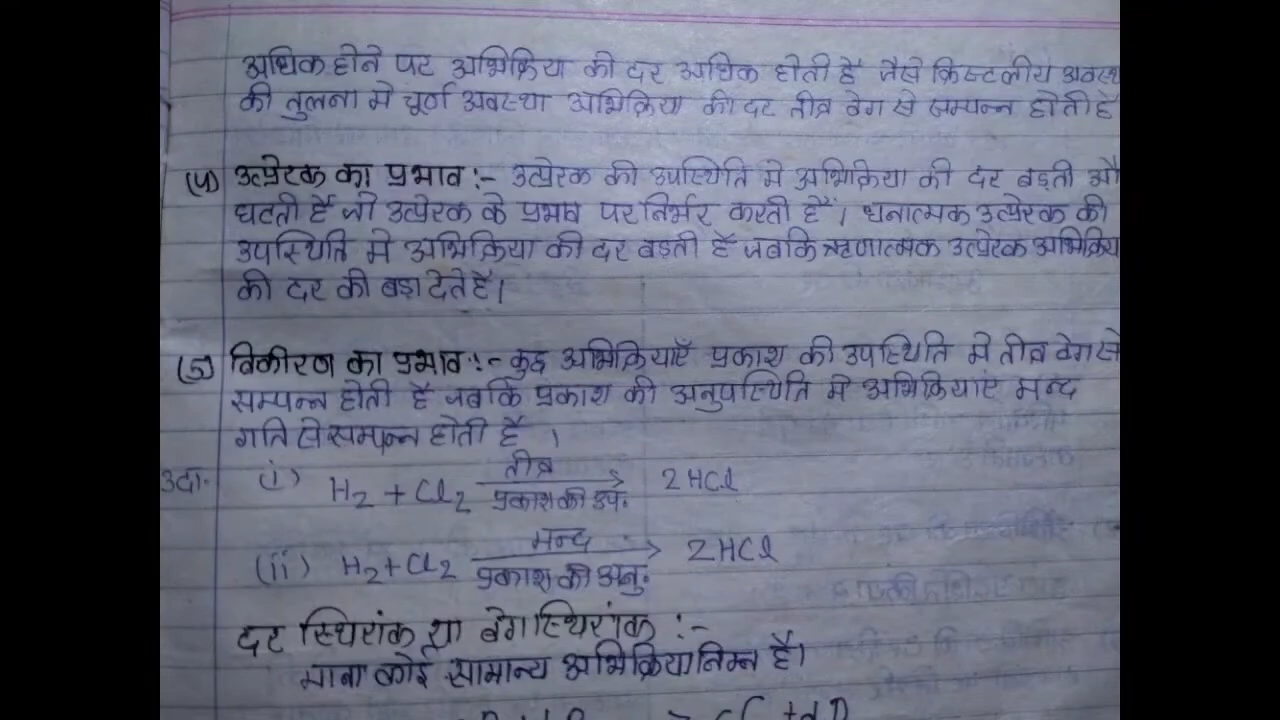 अधिक होने पर अभिक्रिया की दर अधिक होती है जैसे क्रिस्टलीय अवस्थ
की तुलना मे चूर्ण अवस्था अभिक्रिया की दर तीव्र वेग से सम्पन्न होती है
(4) उत्प्रेरक का प्रभाव :- उत्प्रेरक की उपस्थिति मे अभिक्रिया की दर बड़ती औ
घटती है जो उत्प्रेरक के प्रभाव पर निर्भर करती है। धनात्मक उत्प्रेरक की
उपस्थिति मे अभिक्रिया की दर बड़ती है जबकि ऋणात्मक उत्प्रेरक अभिक्रिय
की दर की बड़ा देते है।
(5) विकीरण का प्रभाव :- कुछ अभिक्रियाएँ प्रकाश की उपस्थिति मे तीव्र वेग से
सम्पन्न होती है जबकि प्रकाश की अनुपस्थिति मे अभिक्रियाएं मन्द
गति से सम्पन्न होती है ।
उदा. (i) H₂ + Cl₂ तीव्र → प्रकाश की उप. 2HCl
(ii) H₂ + Cl₂ मन्द → प्रकाश की अनु. 2HCl
दर स्थिरांक या वेग स्थिरांक :-
माना कोई सामान्य अभिक्रिया निम्न है।